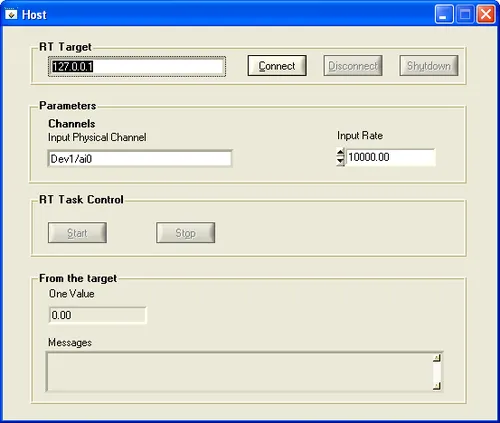 Host
RT Target
127.0.0.1 Connect Disconnect Shutdown
Parameters
Channels
Input Physical Channel Input Rate
Dev1/ai0 10000.00
RT Task Control
Start Stop
From the target
One Value
0.00
Messages